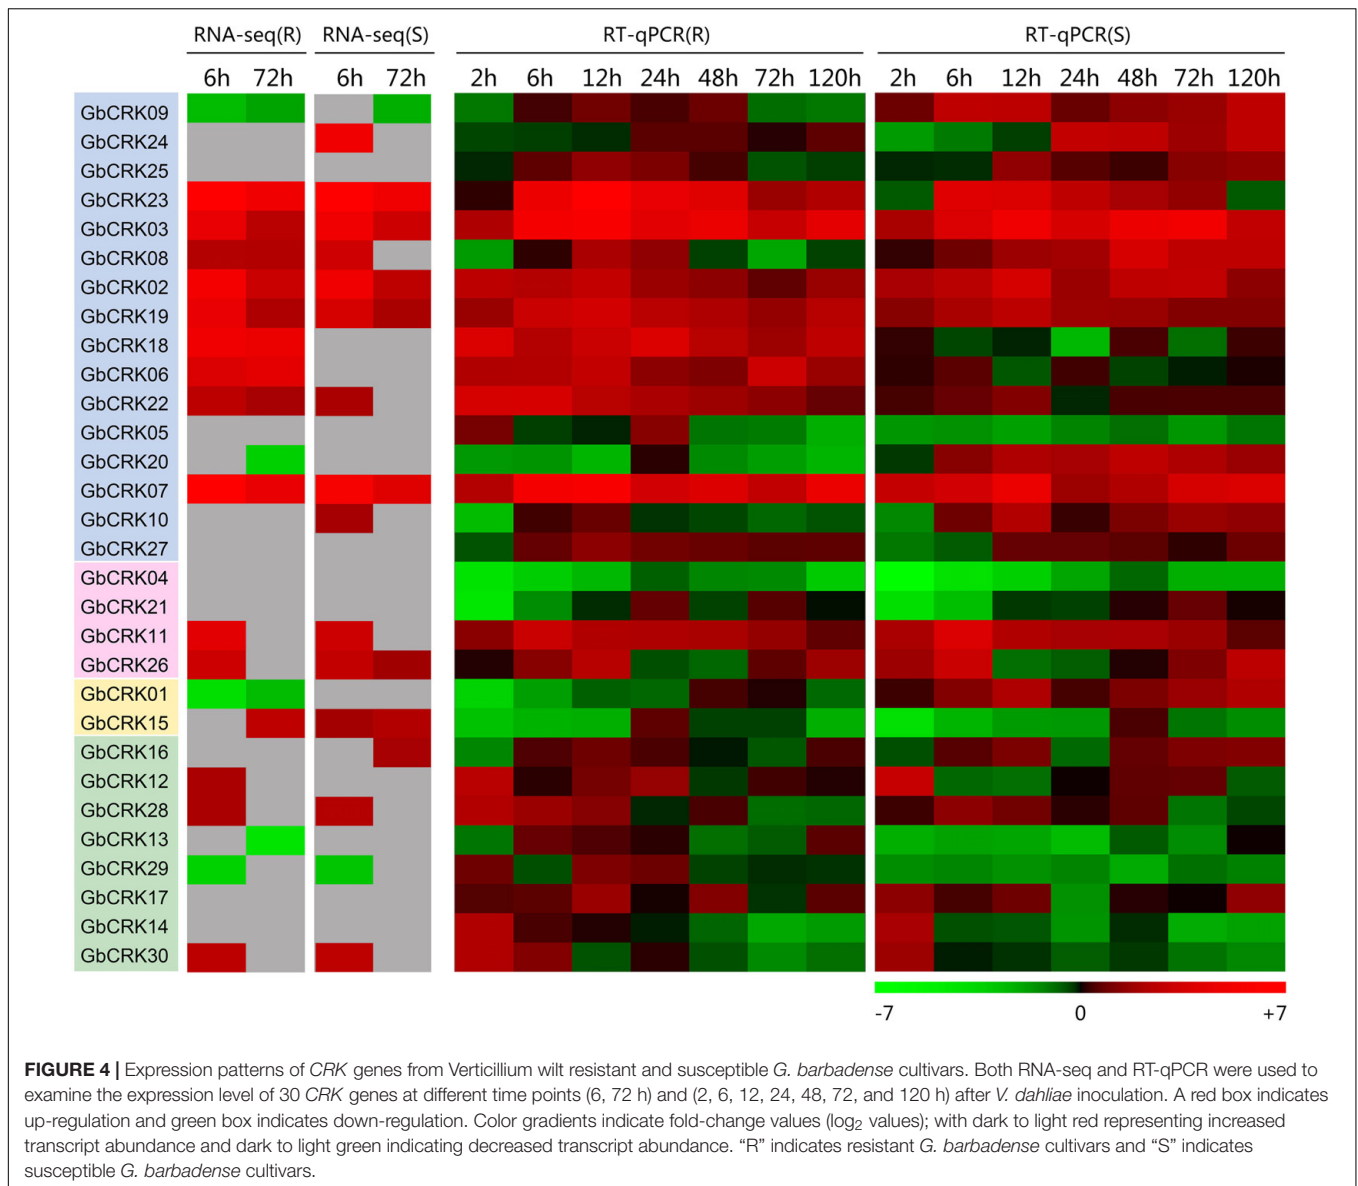 RNA-seq(R) RNA-seq(S) RT-qPCR(R) RT-qPCR(S)
6h 72h 6h 72h 2h 6h 12h 24h 48h 72h 120h 2h 6h 12h 24h 48h 72h 120h
GbCRK09
GbCRK24
GbCRK25
GbCRK23
GbCRK03
GbCRK08
GbCRK02
GbCRK19
GbCRK18
GbCRK06
GbCRK22
GbCRK05
GbCRK20
GbCRK07
GbCRK10
GbCRK27
GbCRK04
GbCRK21
GbCRK11
GbCRK26
GbCRK01
GbCRK15
GbCRK16
GbCRK12
GbCRK28
GbCRK13
GbCRK29
GbCRK17
GbCRK14
GbCRK30
-7 0 +7
FIGURE 4 | Expression patterns of CRK genes from Verticillium wilt resistant and susceptible G. barbadense cultivars. Both RNA-seq and RT-qPCR were used to
examine the expression level of 30 CRK genes at different time points (6, 72 h) and (2, 6, 12, 24, 48, 72, and 120 h) after V. dahliae inoculation. A red box indicates
up-regulation and green box indicates down-regulation. Color gradients indicate fold-change values (log₂ values); with dark to light red representing increased
transcript abundance and dark to light green indicating decreased transcript abundance. “R” indicates resistant G. barbadense cultivars and “S” indicates
susceptible G. barbadense cultivars.